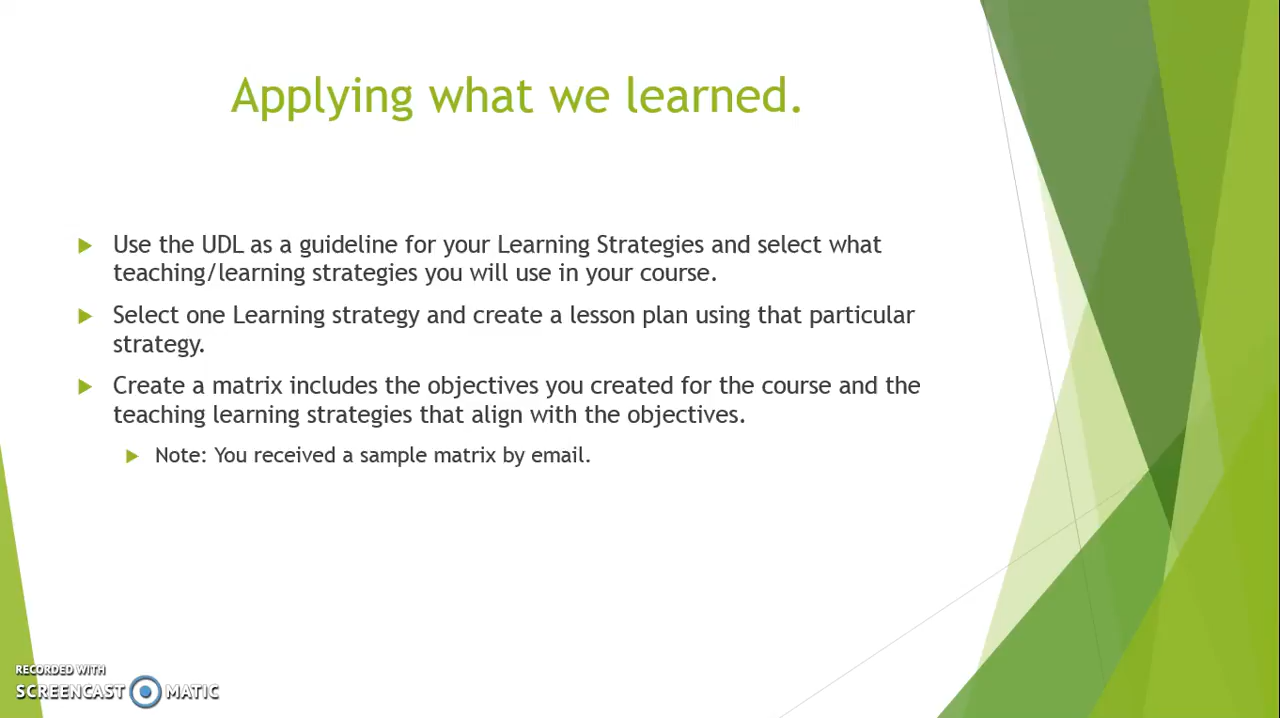 Applying what we learned.
Use the UDL as a guideline for your Learning Strategies and select what
teaching/learning strategies you will use in your course.
Select one Learning strategy and create a lesson plan using that particular
strategy.
Create a matrix includes the objectives you created for the course and the
teaching learning strategies that align with the objectives.
Note: You received a sample matrix by email.
RECORDED WITH
SCREENCAST MATIC